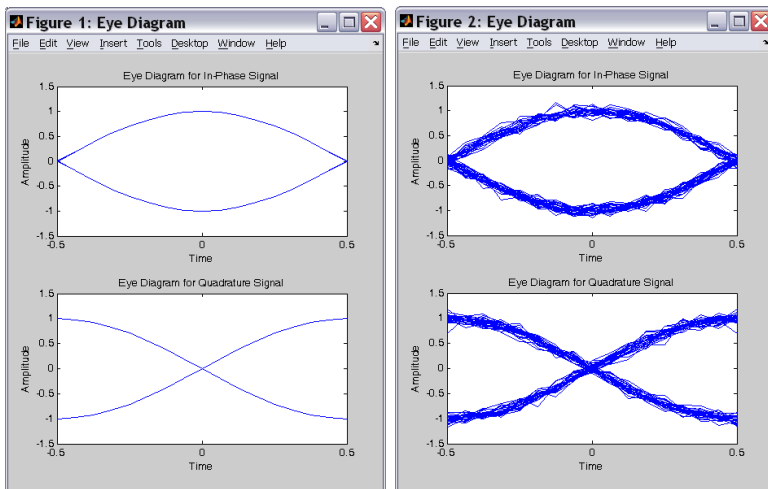 Figure 1: Eye Diagram
File Edit View Insert Tools Desktop Window Help
Eye Diagram for In-Phase Signal
1.5
1
0.5
0
-0.5
-1
-1.5
Amplitude
-0.5 0 0.5
Time
Eye Diagram for Quadrature Signal
1.5
1
0.5
0
-0.5
-1
-1.5
Amplitude
-0.5 0 0.5
Time
Figure 2: Eye Diagram
File Edit View Insert Tools Desktop Window Help
Eye Diagram for In-Phase Signal
1.5
1
0.5
0
-0.5
-1
-1.5
Amplitude
-0.5 0 0.5
Time
Eye Diagram for Quadrature Signal
1.5
1
0.5
0
-0.5
-1
-1.5
Amplitude
-0.5 0 0.5
Time